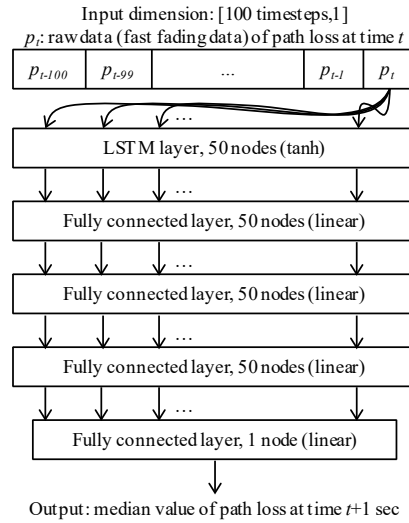 Input dimension: [100 timesteps,1]
pt: raw data (fast fading data) of path loss at time t
pt-100 pt-99 ... pt-1 pt
...
LSTM layer, 50 nodes (tanh)
...
Fully connected layer, 50 nodes (linear)
...
Fully connected layer, 50 nodes (linear)
...
Fully connected layer, 50 nodes (linear)
...
Fully connected layer, 1 node (linear)
Output: median value of path loss at time t+1 sec